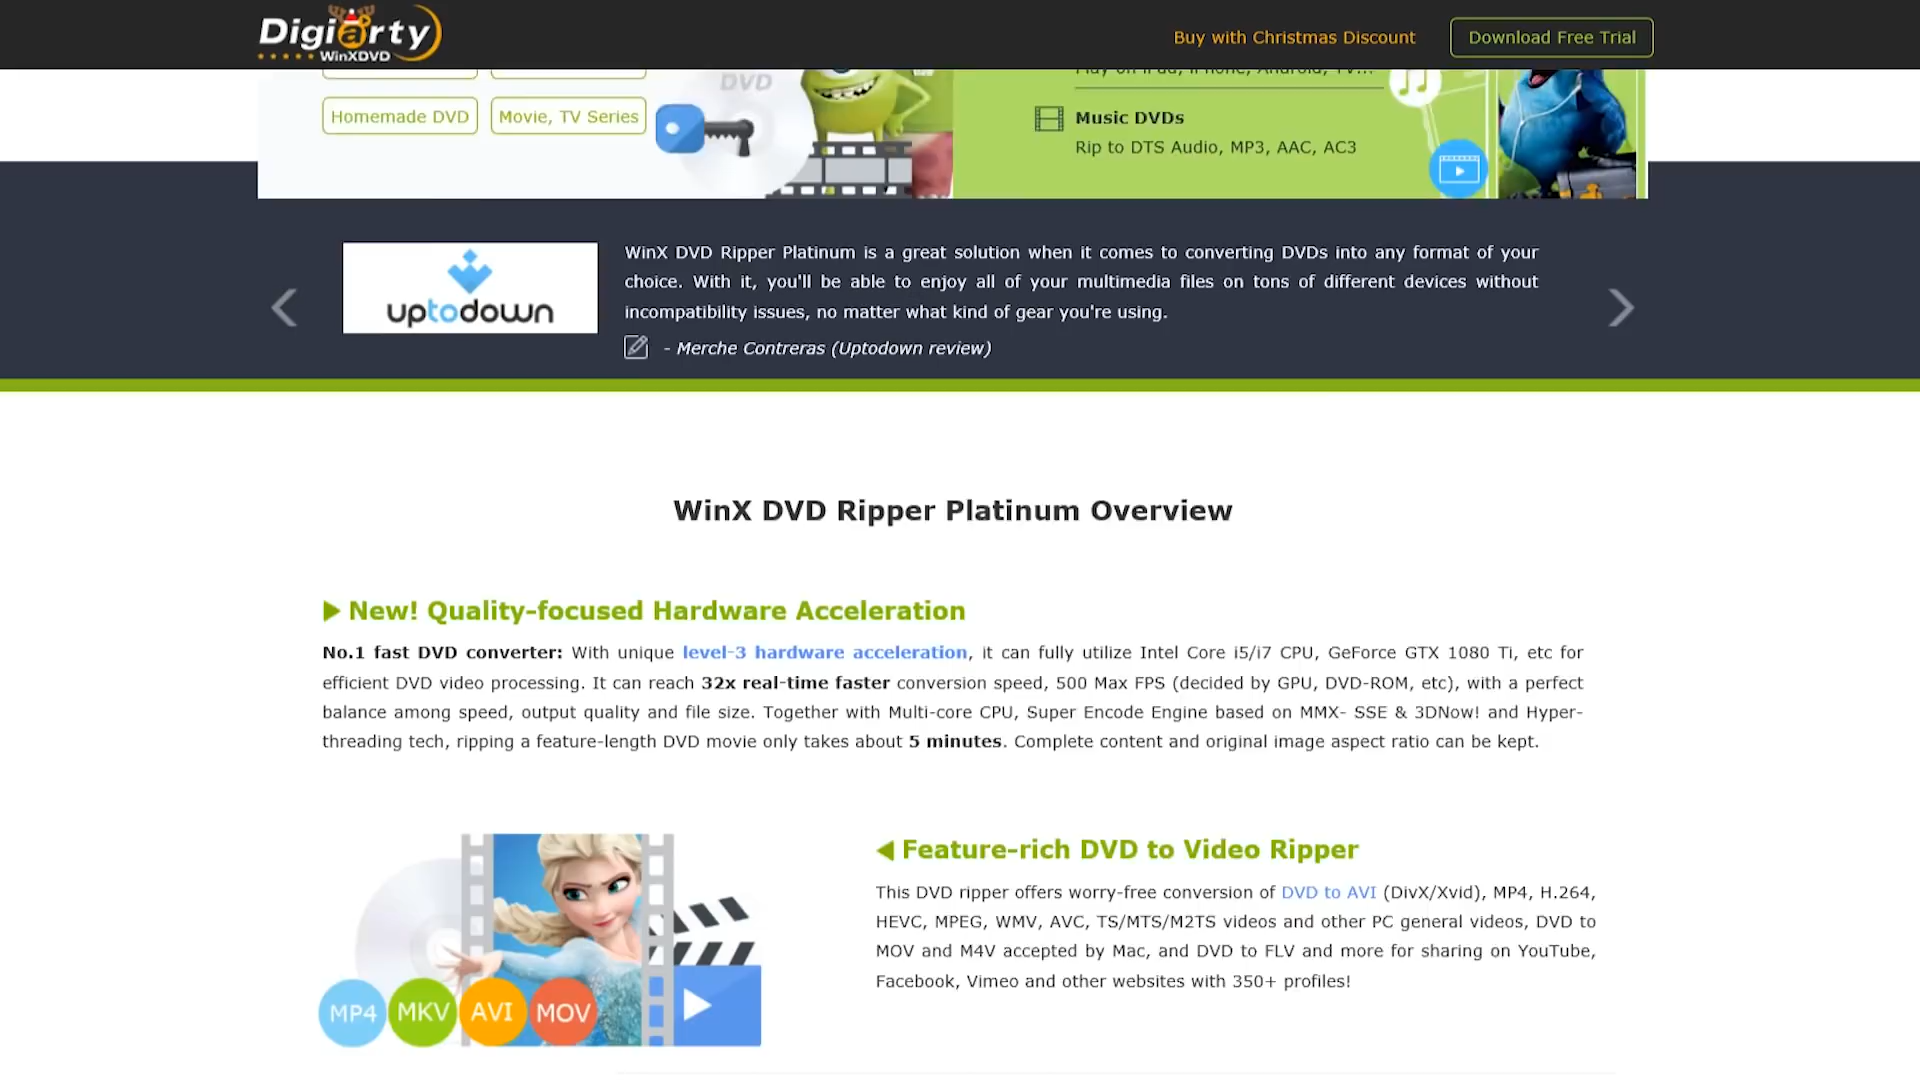 Digiarty
WinXDVD
Buy with Christmas Discount
Download Free Trial
DVD
Play on iPad, iPhone, Android, TV...
Homemade DVD
Movie, TV Series
Music DVDs
Rip to DTS Audio, MP3, AAC, AC3
uptodown
WinX DVD Ripper Platinum is a great solution when it comes to converting DVDs into any format of your
choice. With it, you'll be able to enjoy all of your multimedia files on tons of different devices without
incompatibility issues, no matter what kind of gear you're using.
- Merche Contreras (Uptodown review)
WinX DVD Ripper Platinum Overview
New! Quality-focused Hardware Acceleration
No.1 fast DVD converter: With unique level-3 hardware acceleration, it can fully utilize Intel Core i5/i7 CPU, GeForce GTX 1080 Ti, etc for
efficient DVD video processing. It can reach 32x real-time faster conversion speed, 500 Max FPS (decided by GPU, DVD-ROM, etc), with a perfect
balance among speed, output quality and file size. Together with Multi-core CPU, Super Encode Engine based on MMX- SSE & 3DNow! and Hyper-
threading tech, ripping a feature-length DVD movie only takes about 5 minutes. Complete content and original image aspect ratio can be kept.
Feature-rich DVD to Video Ripper
This DVD ripper offers worry-free conversion of DVD to AVI (DivX/Xvid), MP4, H.264,
HEVC, MPEG, WMV, AVC, TS/MTS/M2TS videos and other PC general videos, DVD to
MOV and M4V accepted by Mac, and DVD to FLV and more for sharing on YouTube,
Facebook, Vimeo and other websites with 350+ profiles!
MP4
MKV
AVI
MOV